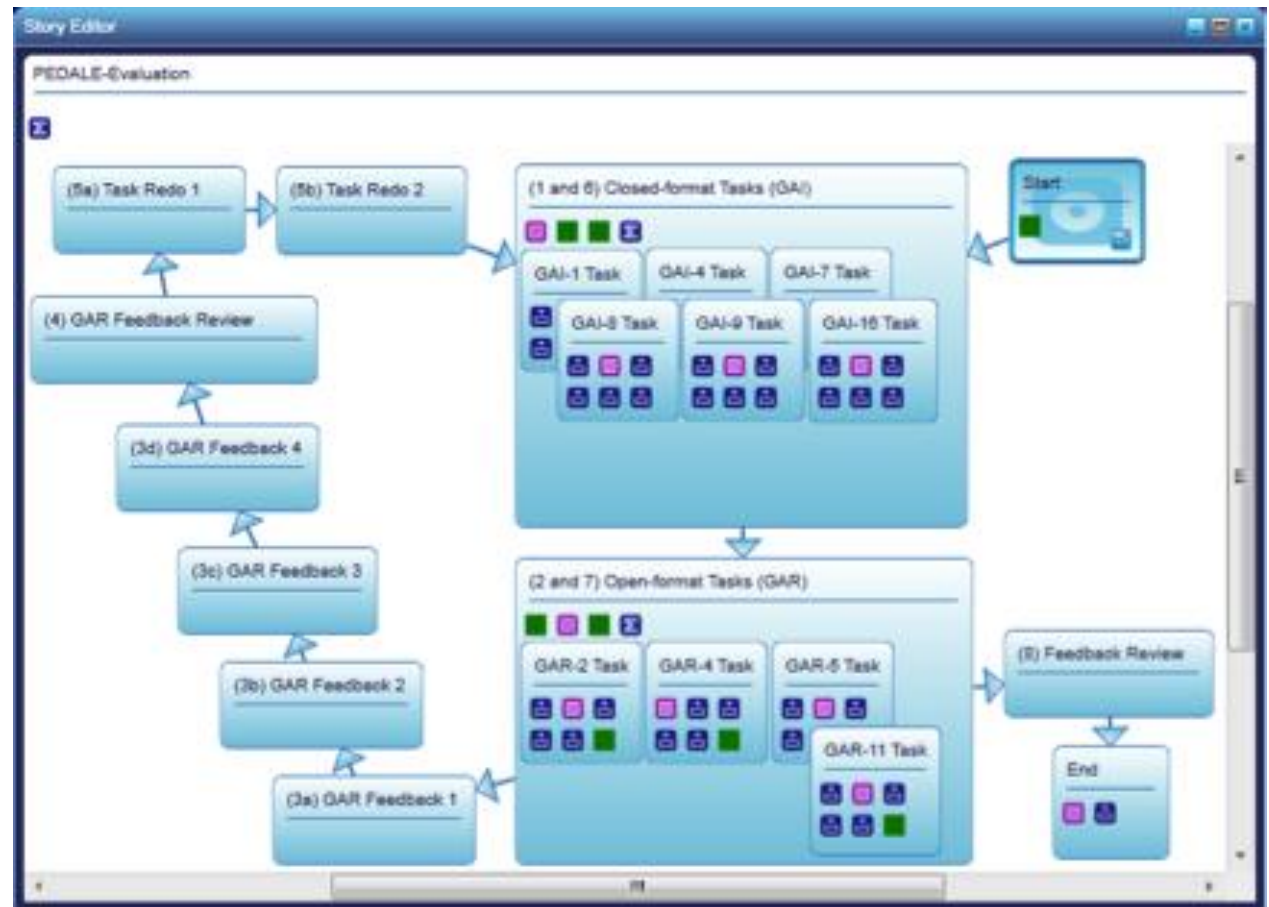 Story Editor
PEDALE-Evaluation
(5a) Task Redo 1
(5b) Task Redo 2
(1 and 6) Closed-format Tasks (GAI)
Start
GAI-1 Task
GAI-4 Task
GAI-7 Task
(4) GAR Feedback Review
GAI-8 Task
GAI-9 Task
GAI-16 Task
(3d) GAR Feedback 4
(3c) GAR Feedback 3
(2 and 7) Open-format Tasks (GAR)
(3b) GAR Feedback 2
GAR-2 Task
GAR-4 Task
GAR-5 Task
(8) Feedback Review
GAR-11 Task
End
(3a) GAR Feedback 1